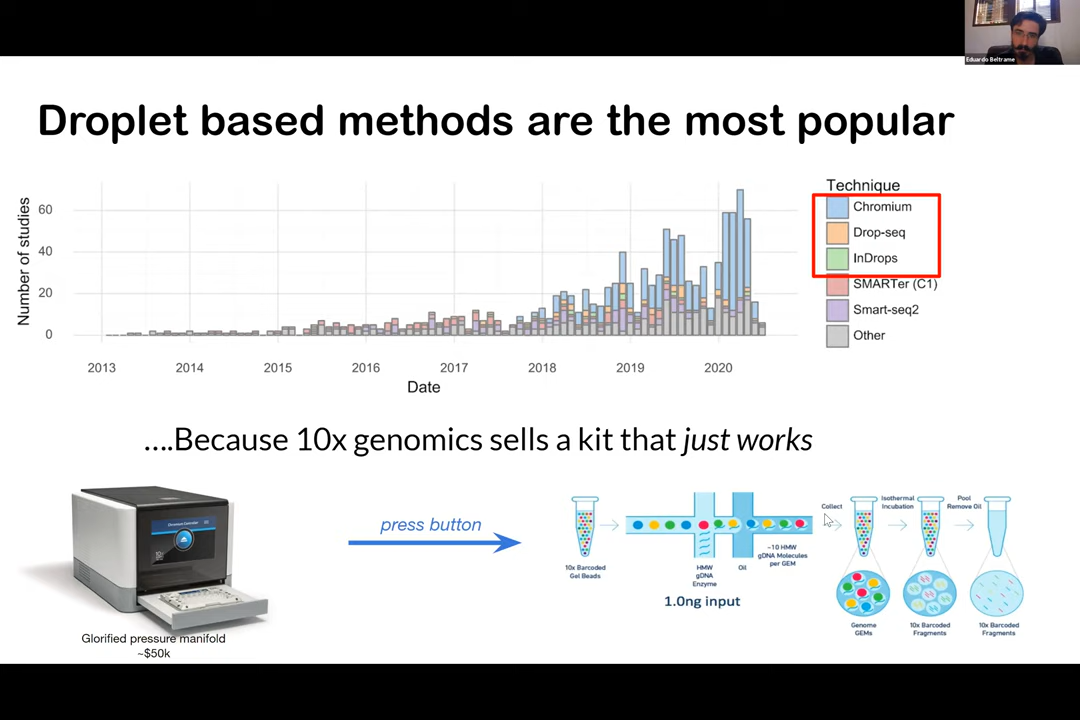 Eduardo Beltrame
Droplet based methods are the most popular
Number of studies
60
40
20
0
2013 2014 2015 2016 2017 2018 2019 2020
Date
Technique
Chromium
Drop-seq
InDrops
SMARTer (C1)
Smart-seq2
Other
....Because 10x genomics sells a kit that just works
Chromium Controller
Glorified pressure manifold
~$50k
press button
10x Barcoded
Gel Beads
HMW
gDNA
Enzyme
Oil
~10 HMW
gDNA Molecules
per GEM
1.0ng input
Collect
Isothermal
Incubation
Pool
Remove Oil
Genome
GEMs
10x Barcoded
Fragments
10x Barcoded
Fragments